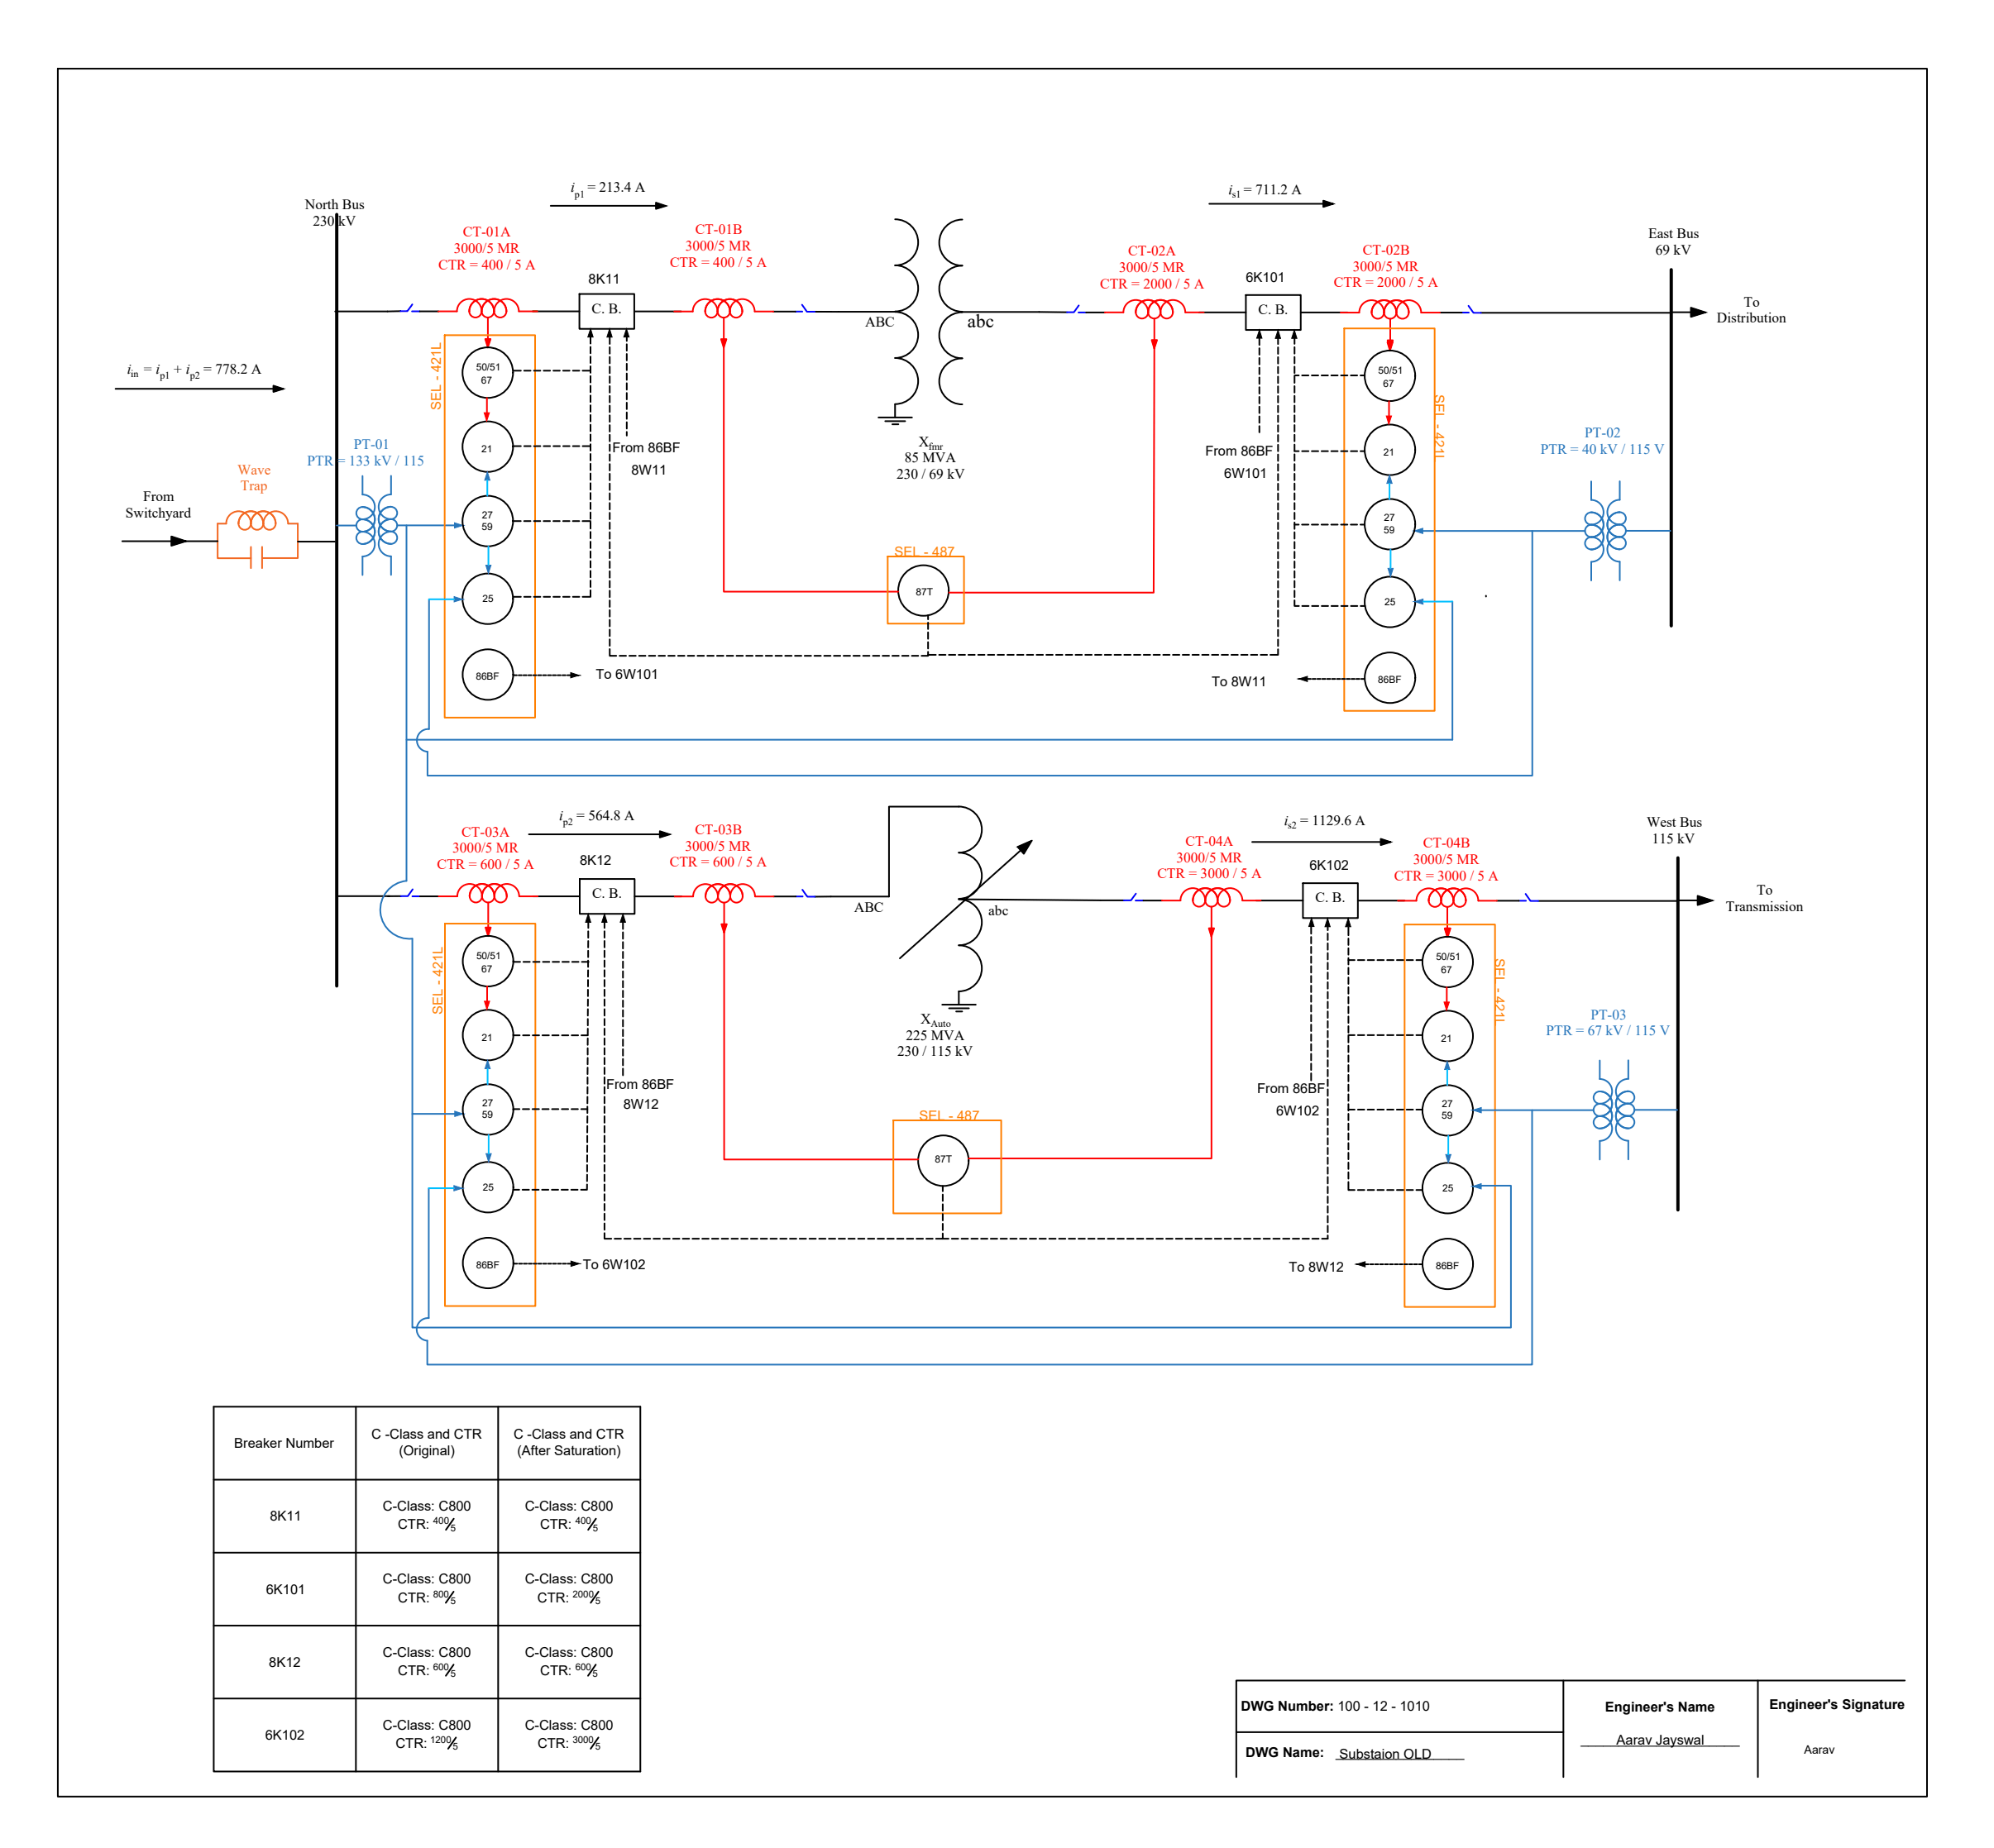 i_p1 = 213.4 A
i_s1 = 711.2 A
North Bus
230 kV
CT-01A
3000/5 MR
CTR = 400 / 5 A
CT-01B
3000/5 MR
CTR = 400 / 5 A
CT-02A
3000/5 MR
CTR = 2000 / 5 A
CT-02B
3000/5 MR
CTR = 2000 / 5 A
East Bus
69 kV
8K11
C. B.
6K101
C. B.
ABC
abc
To
Distribution
SEL - 421L
50/51
67
21
27
59
25
86BF
i_in = i_p1 + i_p2 = 778.2 A
PT-01
PTR = 133 kV / 115
Wave
Trap
From
Switchyard
From 86BF
8W11
X_fmr
85 MVA
230 / 69 kV
From 86BF
6W101
SEL - 421L
50/51
67
21
27
59
25
86BF
PT-02
PTR = 40 kV / 115 V
SEL - 487
87T
To 6W101
To 8W11
i_p2 = 564.8 A
i_s2 = 1129.6 A
CT-03A
3000/5 MR
CTR = 600 / 5 A
CT-03B
3000/5 MR
CTR = 600 / 5 A
CT-04A
3000/5 MR
CTR = 3000 / 5 A
CT-04B
3000/5 MR
CTR = 3000 / 5 A
West Bus
115 kV
8K12
C. B.
6K102
C. B.
ABC
abc
To
Transmission
SEL - 421L
50/51
67
21
27
59
25
86BF
From 86BF
8W12
X_Auto
225 MVA
230 / 115 kV
From 86BF
6W102
SEL - 421L
50/51
67
21
27
59
25
86BF
PT-03
PTR = 67 kV / 115 V
SEL - 487
87T
To 6W102
To 8W12
Breaker Number
C -Class and CTR
(Original)
C -Class and CTR
(After Saturation)
8K11
C-Class: C800
CTR: 400/5
C-Class: C800
CTR: 400/5
6K101
C-Class: C800
CTR: 800/5
C-Class: C800
CTR: 2000/5
8K12
C-Class: C800
CTR: 600/5
C-Class: C800
CTR: 600/5
6K102
C-Class: C800
CTR: 1200/5
C-Class: C800
CTR: 3000/5
DWG Number: 100 - 12 - 1010
DWG Name: Substaion OLD
Engineer's Name
Aarav Jayswal
Engineer's Signature
Aarav